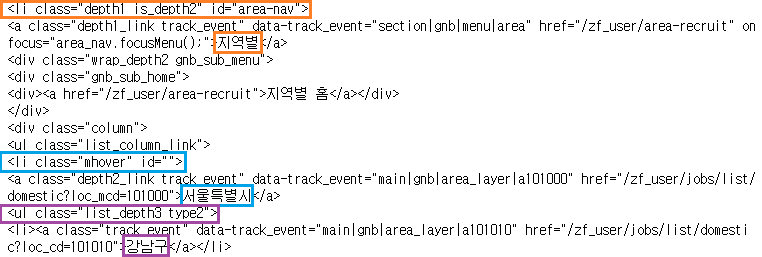 <li class="depth1 is_depth2" id="area-nav">
<a class="depth1_link track_event" data-track_event="section|gnb|menu|area" href="/zf_user/area-recruit" on
focus="area_nav.focusMenu();">지역별</a>
<div class="wrap_depth2 gnb_sub_menu">
<div class="gnb_sub_home">
<div><a href="/zf_user/area-recruit">지역별 홈</a></div>
</div>
<div class="column">
<ul class="list_column_link">
<li class="mhover" id="">
<a class="depth2_link track_event" data-track_event="main|gnb|area_layer|a101000" href="/zf_user/jobs/list/
domestic?loc_mcd=101000">서울특별시</a>
<ul class="list_depth3 type2">
<li><a class="track_event" data-track_event="main|gnb|area_layer|a101010" href="/zf_user/jobs/list/domesti
c?loc_cd=101010">강남구</a></li>